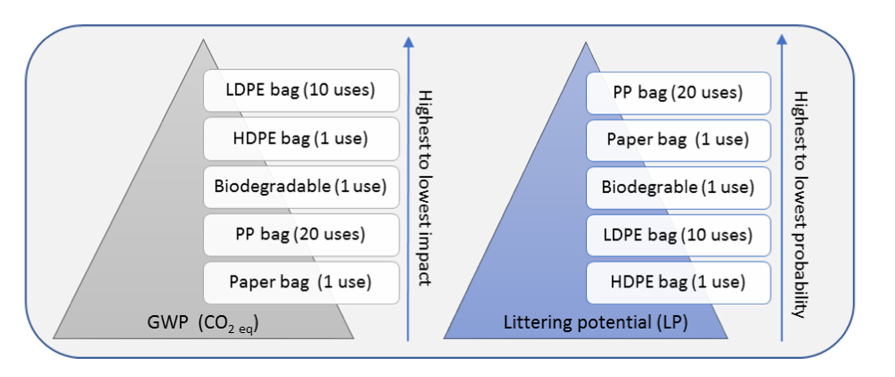 LDPE bag (10 uses)
HDPE bag (1 use)
Biodegradable (1 use)
PP bag (20 uses)
Paper bag (1 use)
GWP (CO2 eq)
Highest to lowest impact
PP bag (20 uses)
Paper bag (1 use)
Biodegrable (1 use)
LDPE bag (10 uses)
HDPE bag (1 use)
Littering potential (LP)
Highest to lowest probability